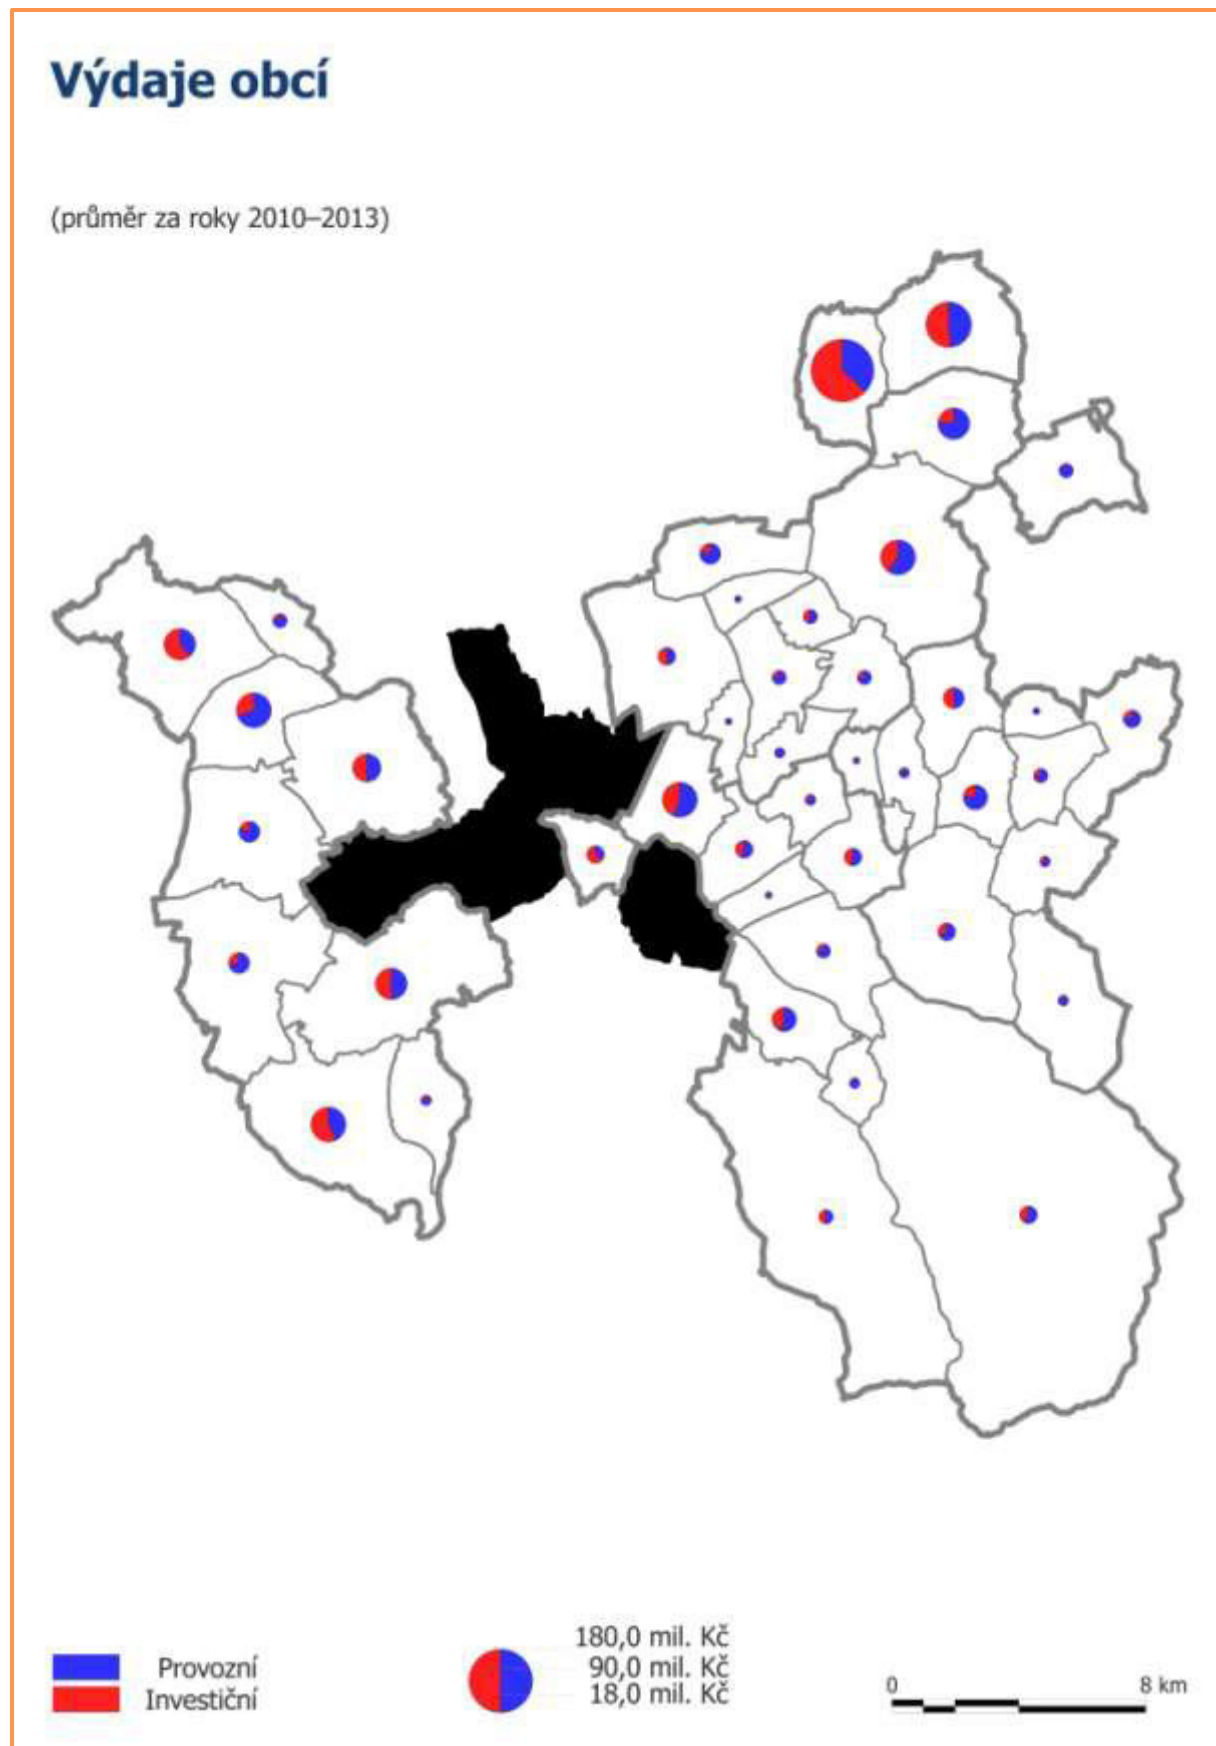 Výdaje obcí
(průměr za roky 2010–2013)
Provozní
Investiční
180,0 mil. Kč
90,0 mil. Kč
18,0 mil. Kč
0 8 km